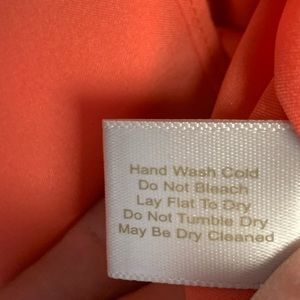 Hand Wash Cold
Do Not Bleach
Lay Flat To Dry
Do Not Tumble Dry
May Be Dry Cleaned